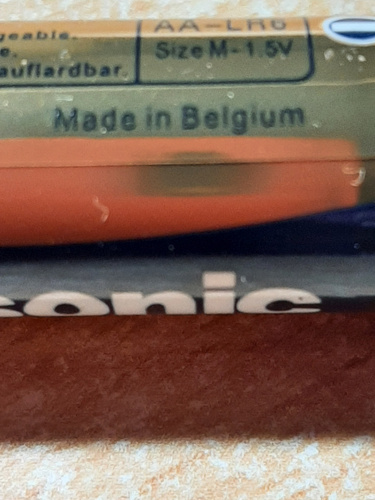 AA-LR6
geable.
Size M-1.5V
e.
aufladbar.
Made in Belgium
sonic